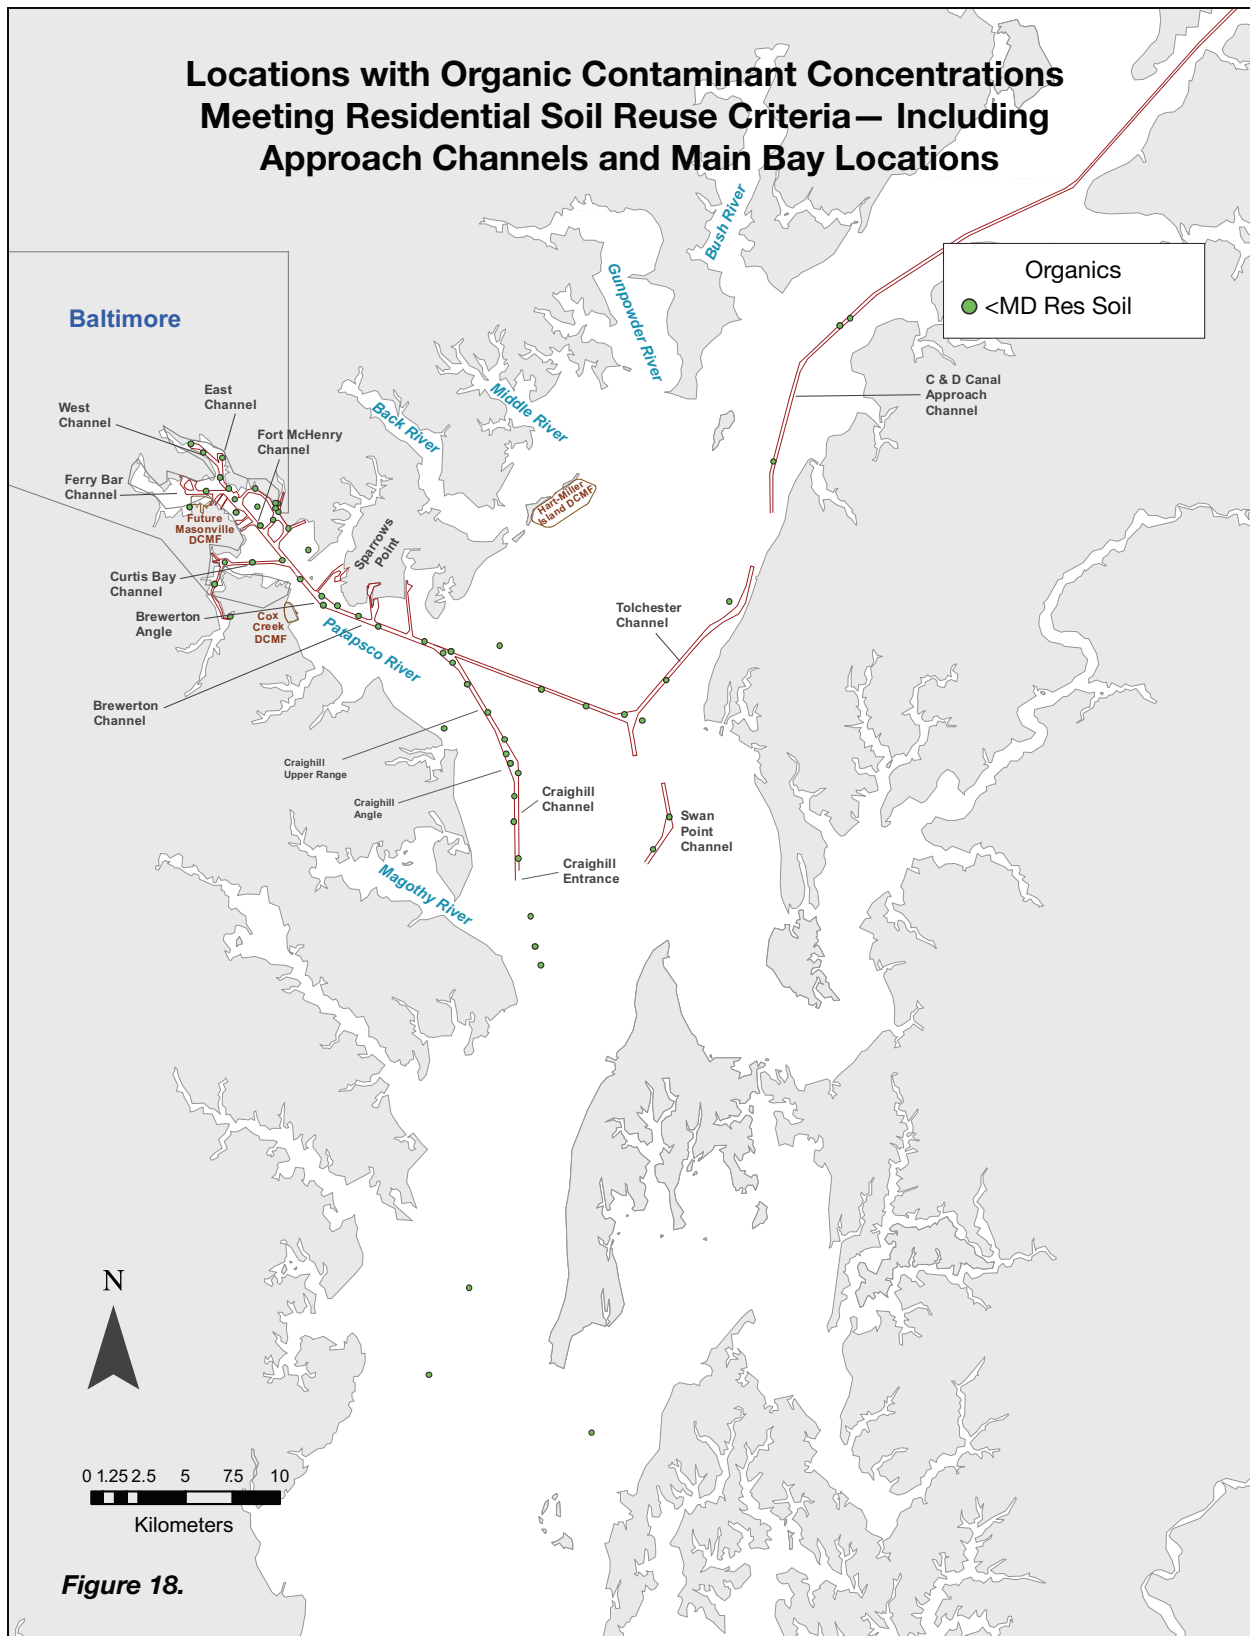 Locations with Organic Contaminant Concentrations
Meeting Residential Soil Reuse Criteria— Including
Approach Channels and Main Bay Locations
Bush River
Gunpowder River
Organics
<MD Res Soil
Baltimore
C & D Canal
Approach
Channel
Middle River
Back River
East
Channel
West
Channel
Fort McHenry
Channel
Ferry Bar
Channel
Hart-Miller
Island DCMF
Future
Masonville
DCMF
Sparrows
Point
Curtis Bay
Channel
Brewerton
Angle
Cox
Creek
DCMF
Patapsco River
Tolchester
Channel
Brewerton
Channel
Craighill
Upper Range
Craighill
Angle
Craighill
Channel
Swan
Point
Channel
Craighill
Entrance
Magothy River
N
0 1.25 2.5 5 7.5 10
Kilometers
Figure 18.